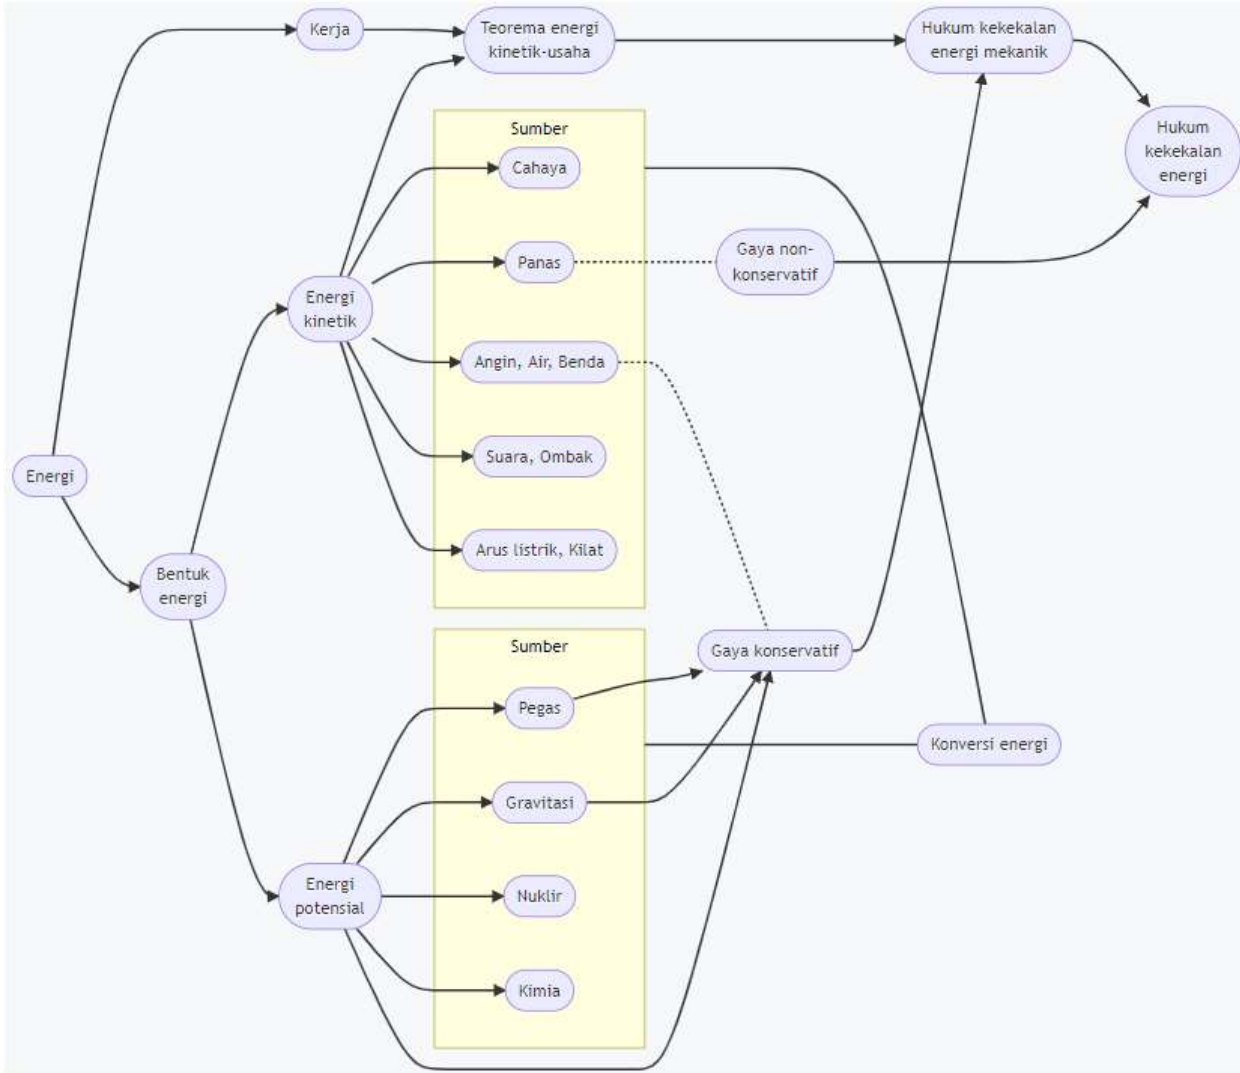 Kerja
Teorema energi
kinetik-usaha
Hukum kekekalan
energi mekanik
Hukum
kekekalan
energi
Sumber
Cahaya
Panas
Gaya non-
konservatif
Energi
kinetik
Angin, Air, Benda
Suara, Ombak
Energi
Arus listrik, Kilat
Bentuk
energi
Sumber
Gaya konservatif
Pegas
Konversi energi
Gravitasi
Energi
potensial
Nuklir
Kimia